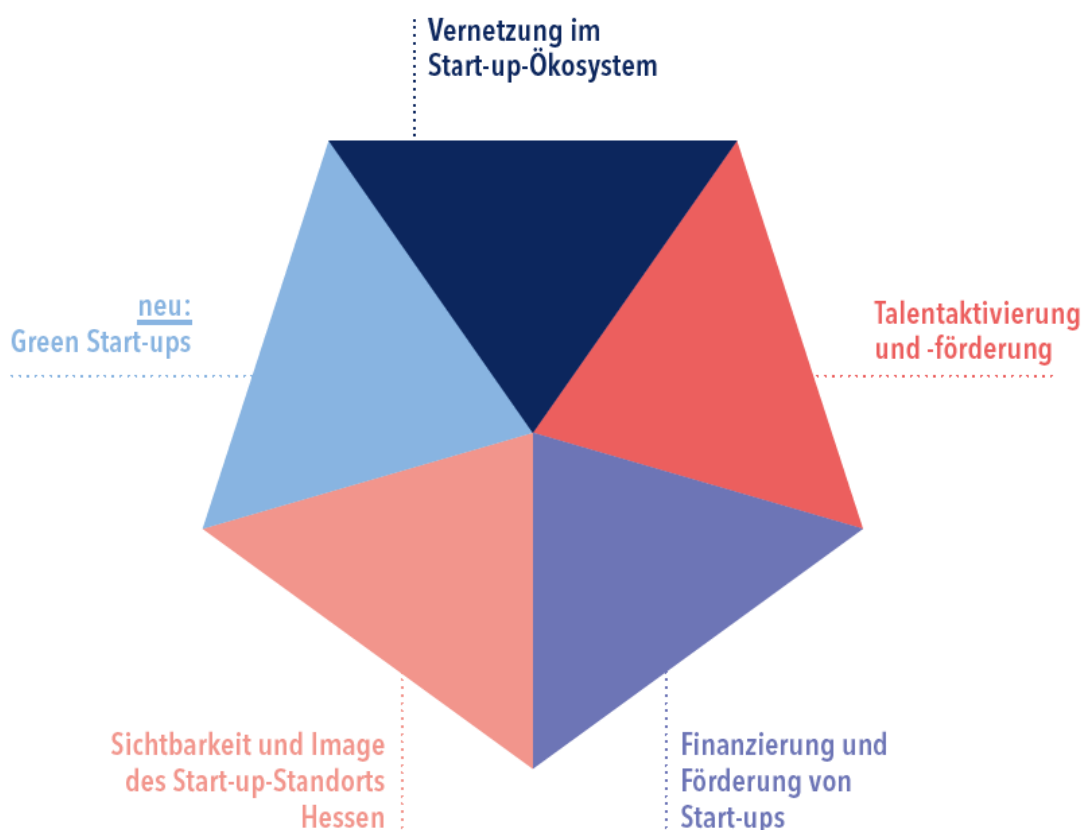 Vernetzung im
Start-up-Ökosystem
neu:
Green Start-ups
Talentaktivierung
und -förderung
Sichtbarkeit und Image
des Start-up-Standorts
Hessen
Finanzierung und
Förderung von
Start-ups